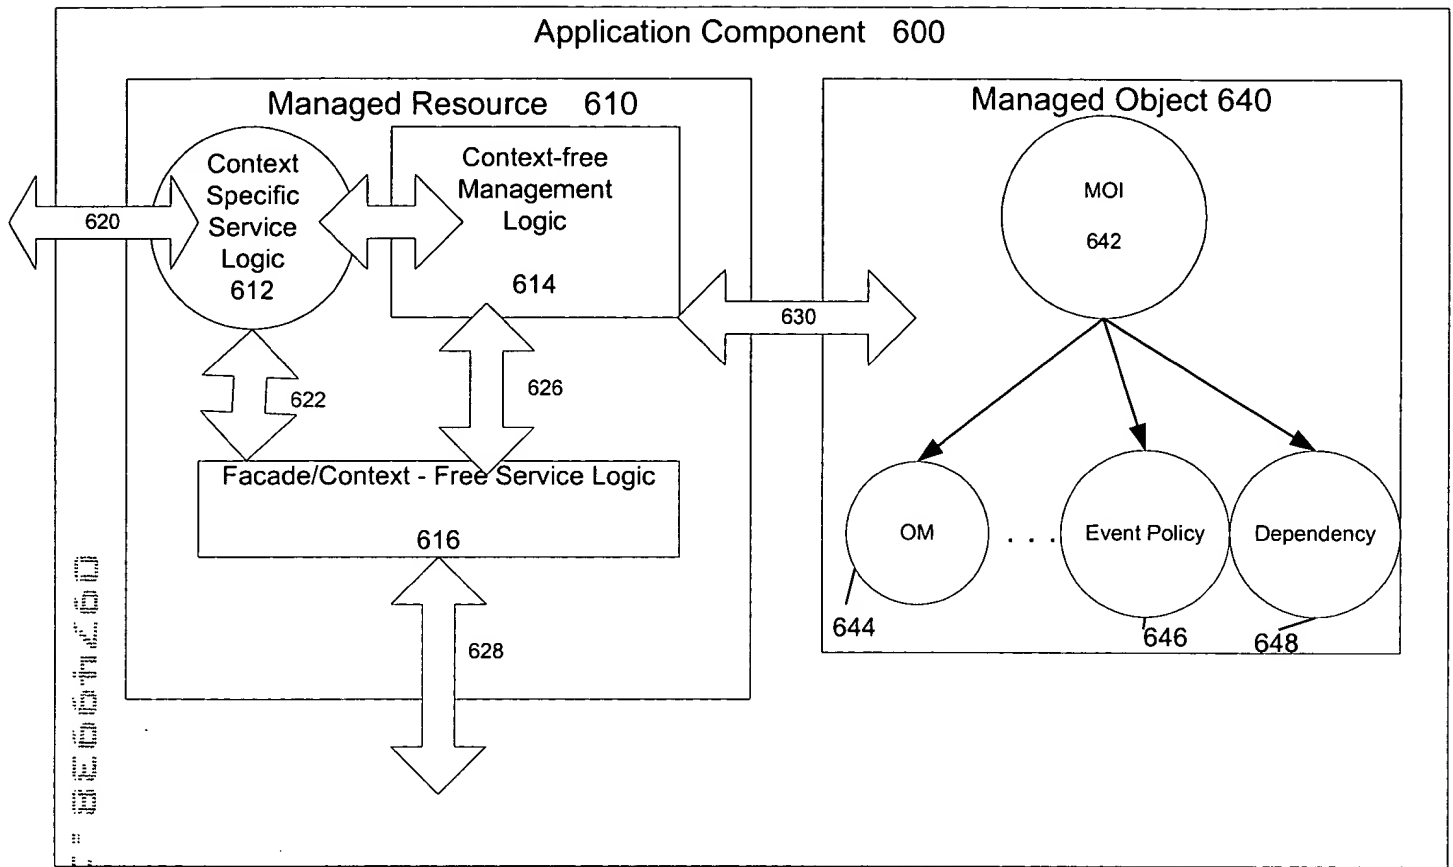 Application Component 600
Managed Resource 610
Managed Object 640
Context
Specific
Service
Logic
612
Context-free
Management
Logic
614
MOI
642
620
630
622
626
Facade/Context - Free Service Logic
616
OM
. . .
Event Policy
Dependency
644
646
648
628